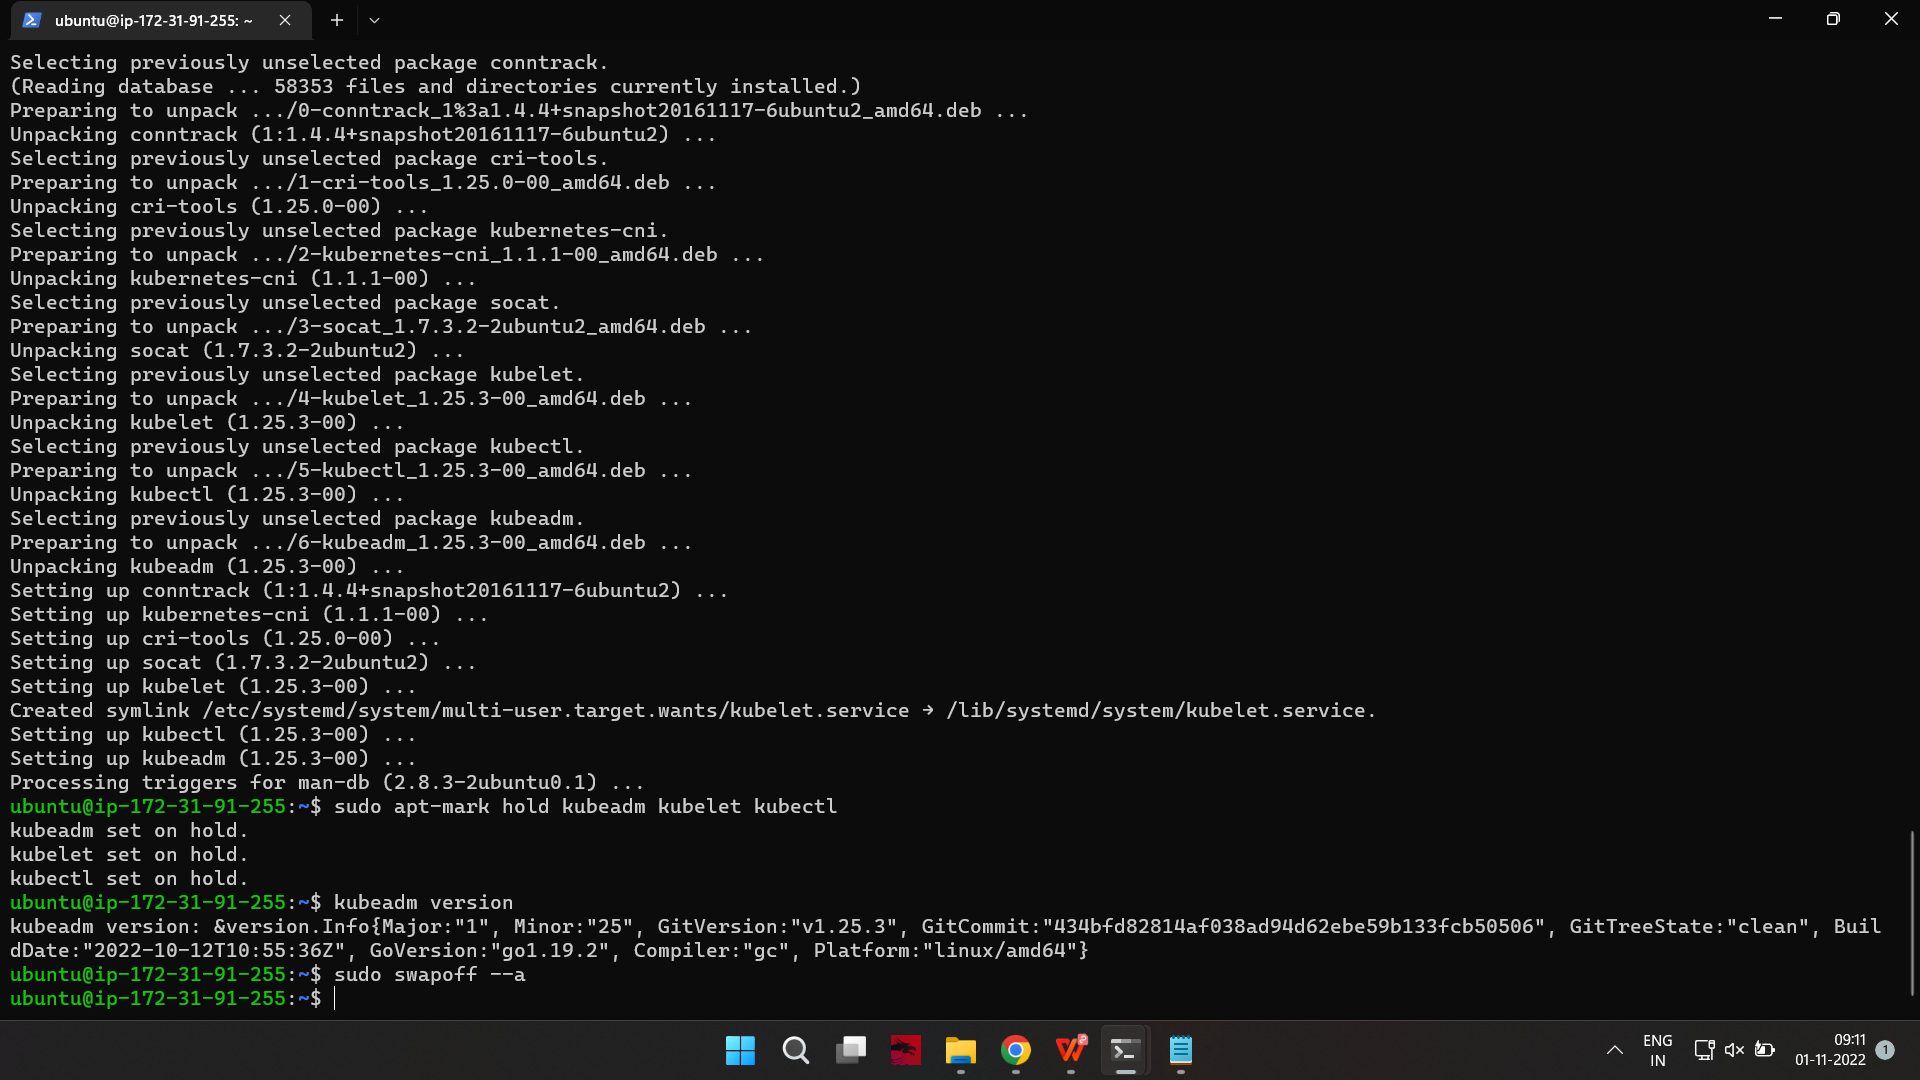 ubuntu@ip-172-31-91-255: ~
Selecting previously unselected package conntrack.
(Reading database ... 58353 files and directories currently installed.)
Preparing to unpack .../0-conntrack_1%3a1.4.4+snapshot20161117-6ubuntu2_amd64.deb ...
Unpacking conntrack (1:1.4.4+snapshot20161117-6ubuntu2) ...
Selecting previously unselected package cri-tools.
Preparing to unpack .../1-cri-tools_1.25.0-00_amd64.deb ...
Unpacking cri-tools (1.25.0-00) ...
Selecting previously unselected package kubernetes-cni.
Preparing to unpack .../2-kubernetes-cni_1.1.1-00_amd64.deb ...
Unpacking kubernetes-cni (1.1.1-00) ...
Selecting previously unselected package socat.
Preparing to unpack .../3-socat_1.7.3.2-2ubuntu2_amd64.deb ...
Unpacking socat (1.7.3.2-2ubuntu2) ...
Selecting previously unselected package kubelet.
Preparing to unpack .../4-kubelet_1.25.3-00_amd64.deb ...
Unpacking kubelet (1.25.3-00) ...
Selecting previously unselected package kubectl.
Preparing to unpack .../5-kubectl_1.25.3-00_amd64.deb ...
Unpacking kubectl (1.25.3-00) ...
Selecting previously unselected package kubeadm.
Preparing to unpack .../6-kubeadm_1.25.3-00_amd64.deb ...
Unpacking kubeadm (1.25.3-00) ...
Setting up conntrack (1:1.4.4+snapshot20161117-6ubuntu2) ...
Setting up kubernetes-cni (1.1.1-00) ...
Setting up cri-tools (1.25.0-00) ...
Setting up socat (1.7.3.2-2ubuntu2) ...
Setting up kubelet (1.25.3-00) ...
Created symlink /etc/systemd/system/multi-user.target.wants/kubelet.service → /lib/systemd/system/kubelet.service.
Setting up kubectl (1.25.3-00) ...
Setting up kubeadm (1.25.3-00) ...
Processing triggers for man-db (2.8.3-2ubuntu0.1) ...
ubuntu@ip-172-31-91-255:~$ sudo apt-mark hold kubeadm kubelet kubectl
kubeadm set on hold.
kubelet set on hold.
kubectl set on hold.
ubuntu@ip-172-31-91-255:~$ kubeadm version
kubeadm version: &version.Info{Major:"1", Minor:"25", GitVersion:"v1.25.3", GitCommit:"434bfd82814af038ad94d62ebe59b133fcb50506", GitTreeState:"clean", Buil
dDate:"2022-10-12T10:55:36Z", GoVersion:"go1.19.2", Compiler:"gc", Platform:"linux/amd64"}
ubuntu@ip-172-31-91-255:~$ sudo swapoff --a
ubuntu@ip-172-31-91-255:~$
ENG
IN
09:11
01-11-2022
1